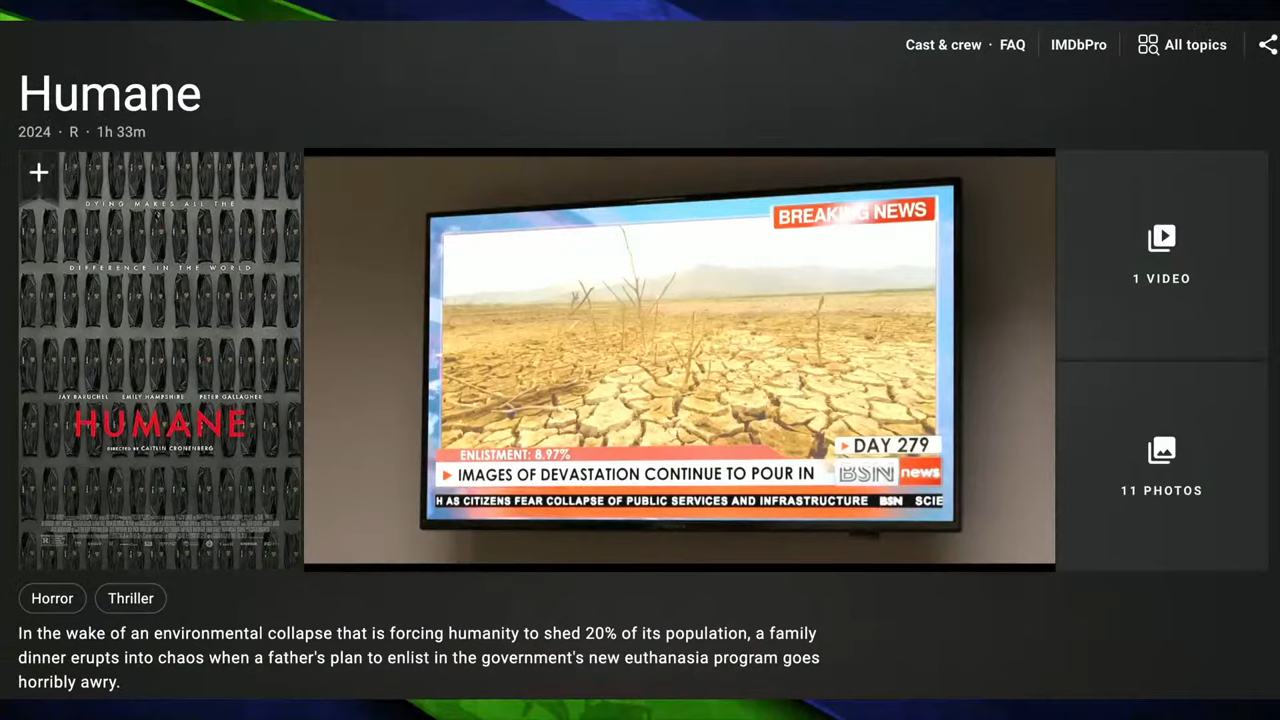 Cast & crew · FAQ IMDbPro All topics
Humane
2024 · R · 1h 33m
DYING MAKES ALL THE
DIFFERENCE IN THE WORLD
JAY BARUCHEL EMILY HAMPSHIRE PETER GALLAGHER
HUMANE
DIRECTED BY CAITLIN CRONENBERG
BREAKING NEWS
DAY 279
ENLISTMENT: 8.97%
IMAGES OF DEVASTATION CONTINUE TO POUR IN
BSN news
H AS CITIZENS FEAR COLLAPSE OF PUBLIC SERVICES AND INFRASTRUCTURE BSN SCIE
1 VIDEO
11 PHOTOS
Horror Thriller
In the wake of an environmental collapse that is forcing humanity to shed 20% of its population, a family
dinner erupts into chaos when a father's plan to enlist in the government's new euthanasia program goes
horribly awry.